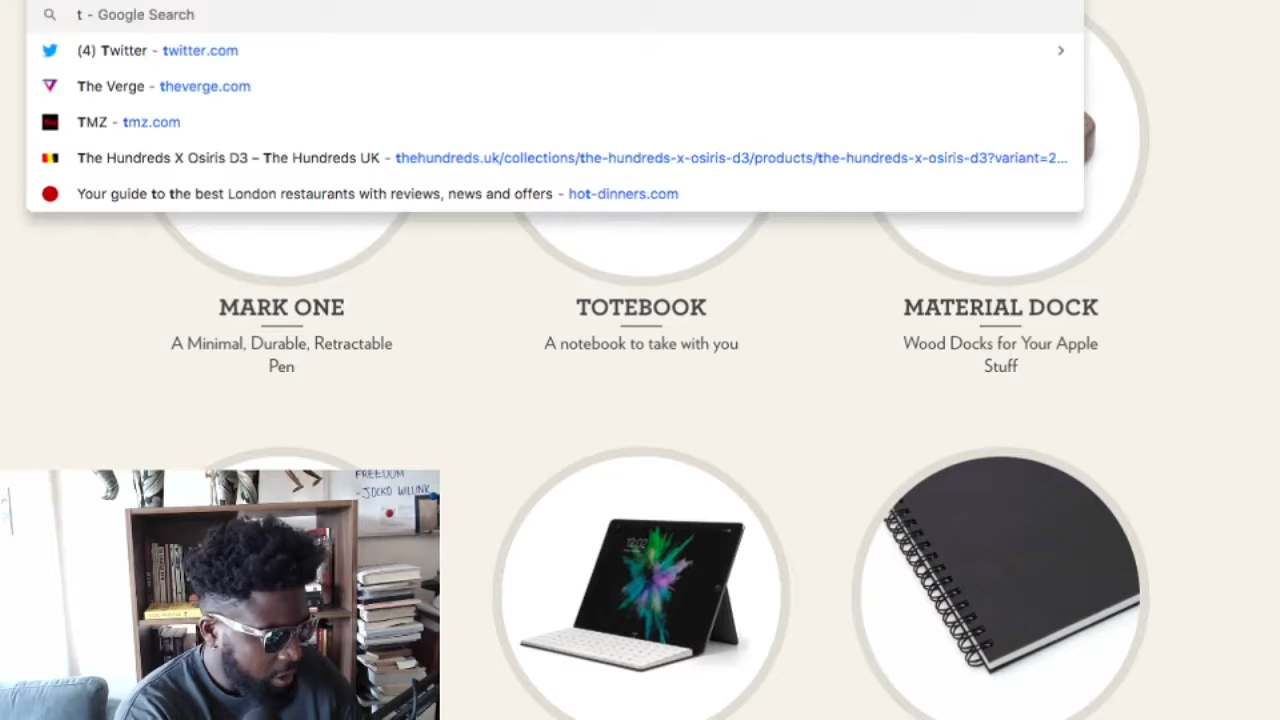 t - Google Search
(4) Twitter - twitter.com
The Verge - theverge.com
TMZ - tmz.com
The Hundreds X Osiris D3 – The Hundreds UK - thehundreds.uk/collections/the-hundreds-x-osiris-d3/products/the-hundreds-x-osiris-d3?variant=2...
Your guide to the best London restaurants with reviews, news and offers - hot-dinners.com
MARK ONE
A Minimal, Durable, Retractable
Pen
TOTEBOOK
A notebook to take with you
MATERIAL DOCK
Wood Docks for Your Apple
Stuff
FREEDOM
-JOCKO WILLINK
12:02